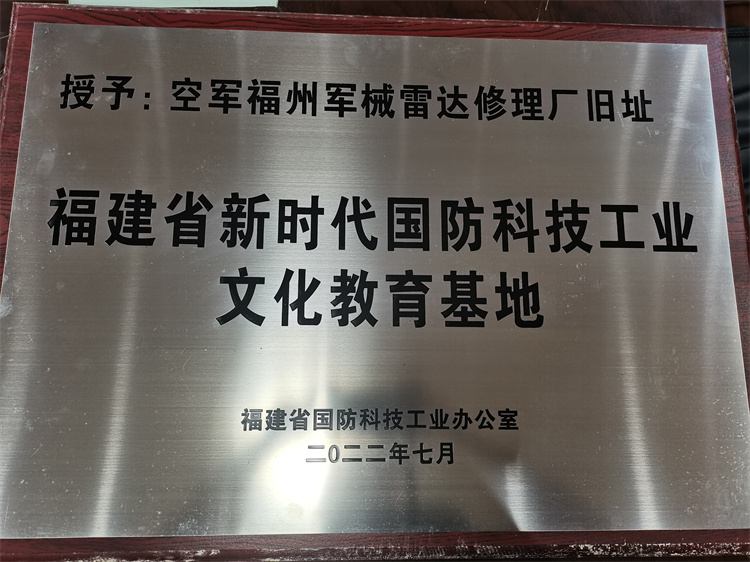 授予：空军福州军械雷达修理厂旧址
福建省新时代国防科技工业
文化教育基地
福建省国防科技工业办公室
二〇二二年七月